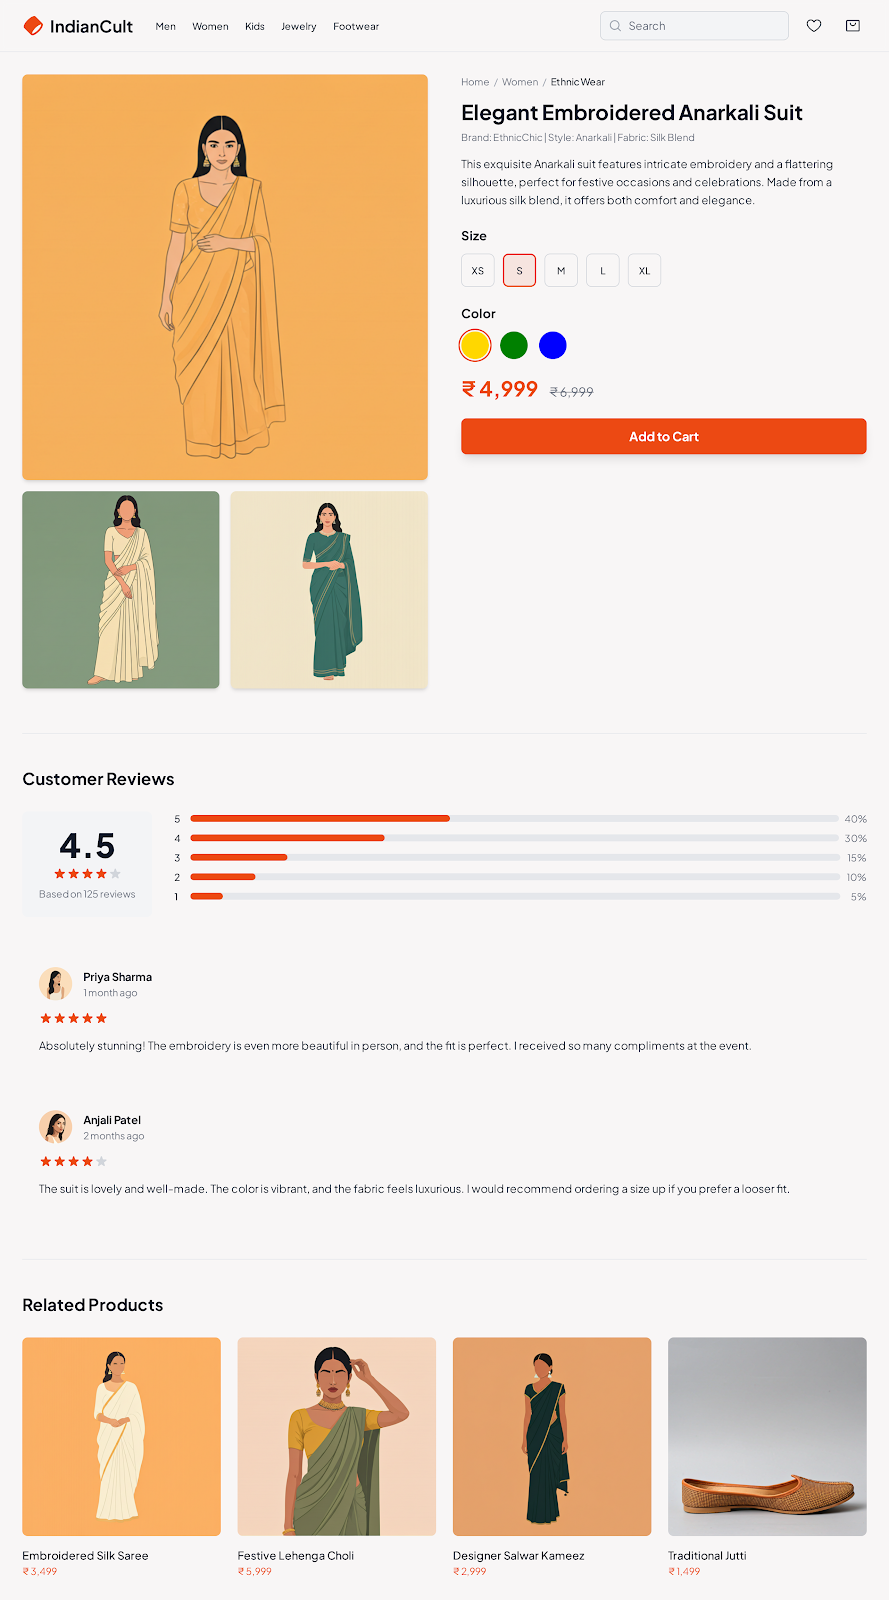 IndianCult
Men Women Kids Jewelry Footwear
Search
Home / Women / Ethnic Wear
Elegant Embroidered Anarkali Suit
Brand: EthnicChic | Style: Anarkali | Fabric: Silk Blend
This exquisite Anarkali suit features intricate embroidery and a flattering
silhouette, perfect for festive occasions and celebrations. Made from a
luxurious silk blend, it offers both comfort and elegance.
Size
XS S M L XL
Color
₹ 4,999 ₹ 6,999
Add to Cart
Customer Reviews
4.5
Based on 125 reviews
5 40%
4 30%
3 15%
2 10%
1 5%
Priya Sharma
1 month ago
Absolutely stunning! The embroidery is even more beautiful in person, and the fit is perfect. I received so many compliments at the event.
Anjali Patel
2 months ago
The suit is lovely and well-made. The color is vibrant, and the fabric feels luxurious. I would recommend ordering a size up if you prefer a looser fit.
Related Products
Embroidered Silk Saree
₹ 3,499
Festive Lehenga Choli
₹ 5,999
Designer Salwar Kameez
₹ 2,999
Traditional Jutti
₹ 1,499